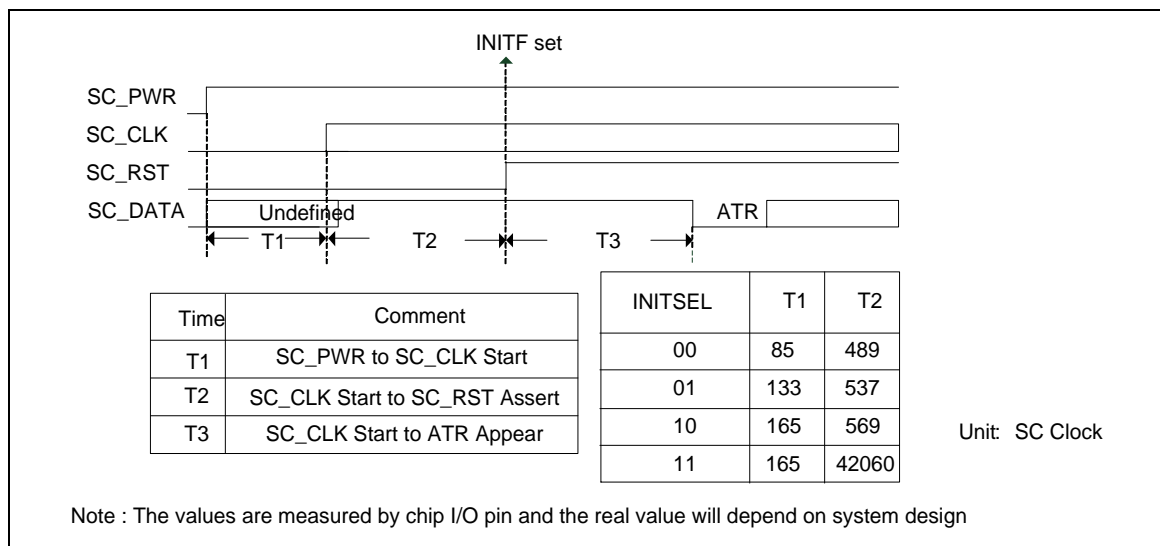 INITF set
SC_PWR
SC_CLK
SC_RST
SC_DATA Undefined ATR
T1 T2 T3
Time Comment
T1 SC_PWR to SC_CLK Start
T2 SC_CLK Start to SC_RST Assert
T3 SC_CLK Start to ATR Appear
INITSEL T1 T2
00 85 489
01 133 537
10 165 569
11 165 42060
Unit: SC Clock
Note : The values are measured by chip I/O pin and the real value will depend on system design